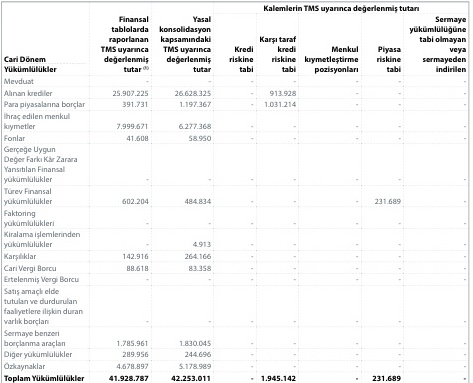 Kalemlerin TMS uyarınca değerlenmiş tutarı
Cari Dönem Yükümlülükler | Finansal tablolarda raporlanan TMS uyarınca değerlenmiş tutar | Yasal konsolidasyon kapsamındaki TMS uyarınca değerlenmiş tutar | Kredi riskine tabi | Karşı taraf kredi riskine tabi | Menkul kıymetleştirme pozisyonları | Piyasa riskine tabi | Sermaye yükümlülüğüne tabi olmayan veya sermayeden indirilen
Mevduat - - - - - - -
Alınan krediler 25.907.225 26.628.325 - 913.928 - - -
Para piyasalarına borçlar 391.731 1.197.367 - 1.031.214 - - -
İhraç edilen menkul
kıymetler 7.999.671 6.277.368 - - - - -
Fonlar 41.608 58.950 - - - - -
Gerçeğe Uygun
Değer Farkı Kâr Zarara
Yansıtılan Finansal
yükümlülükler - - - - - - -
Türev Finansal
yükümlülükler 602.204 484.834 - - - 231.689 -
Faktoring
yükümlülükleri - - - - - - -
Kiralama işlemlerinden
yükümlülükler - 4.913 - - - - -
Karşılıklar 142.916 264.166 - - - - -
Cari Vergi Borcu 88.618 83.358 - - - - -
Ertelenmiş Vergi Borcu - - - - - - -
Satış amaçlı elde
tutulan ve durdurulan
faaliyetlere ilişkin duran
varlık borçları - - - - - - -
Sermaye benzeri
borçlanma araçları 1.785.961 1.830.045 - - - - -
Diğer yükümlülükler 289.956 244.696 - - - - -
Özkaynaklar 4.678.897 5.178.989 - - - - -
Toplam Yükümlülükler 41.928.787 42.253.011 - 1.945.142 - 231.689 -